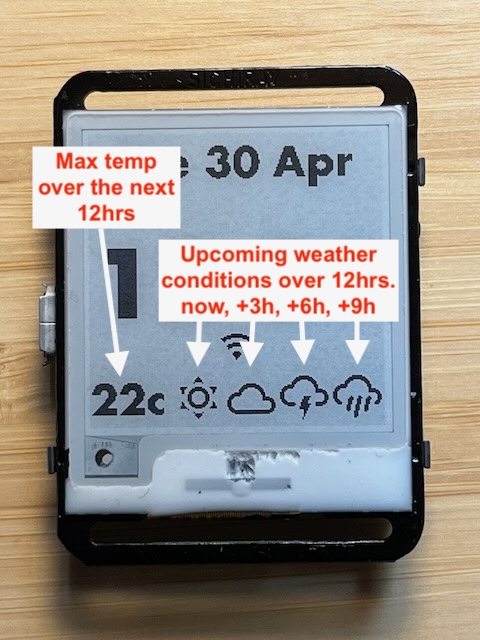 e 30 Apr
Max temp
over the next
12hrs
Upcoming weather
conditions over 12hrs.
now, +3h, +6h, +9h
1
22c